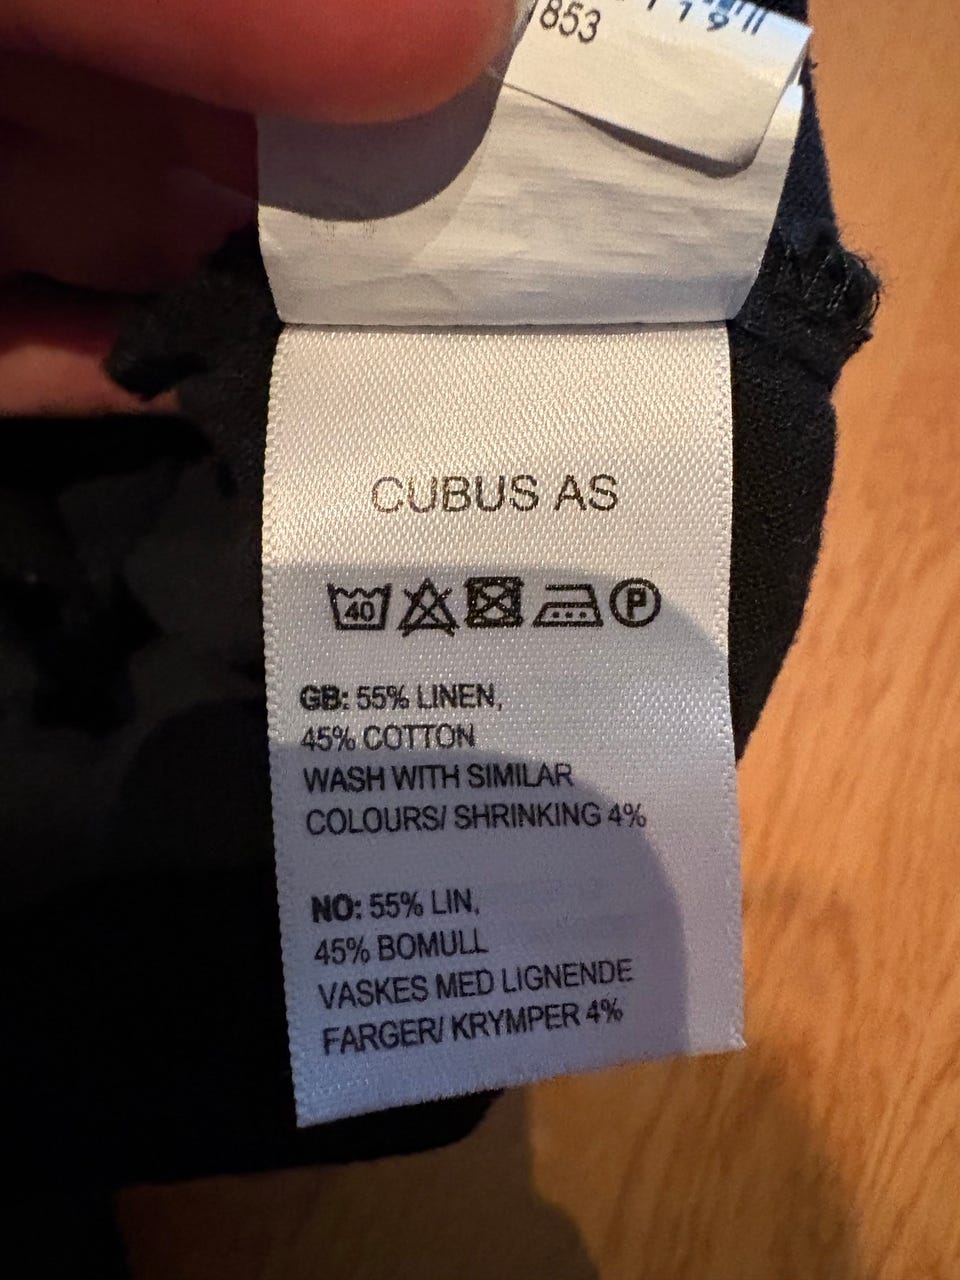 853
CUBUS AS
40
P
GB: 55% LINEN,
45% COTTON
WASH WITH SIMILAR
COLOURS/ SHRINKING 4%
NO: 55% LIN,
45% BOMULL
VASKES MED LIGNENDE
FARGER/ KRYMPER 4%